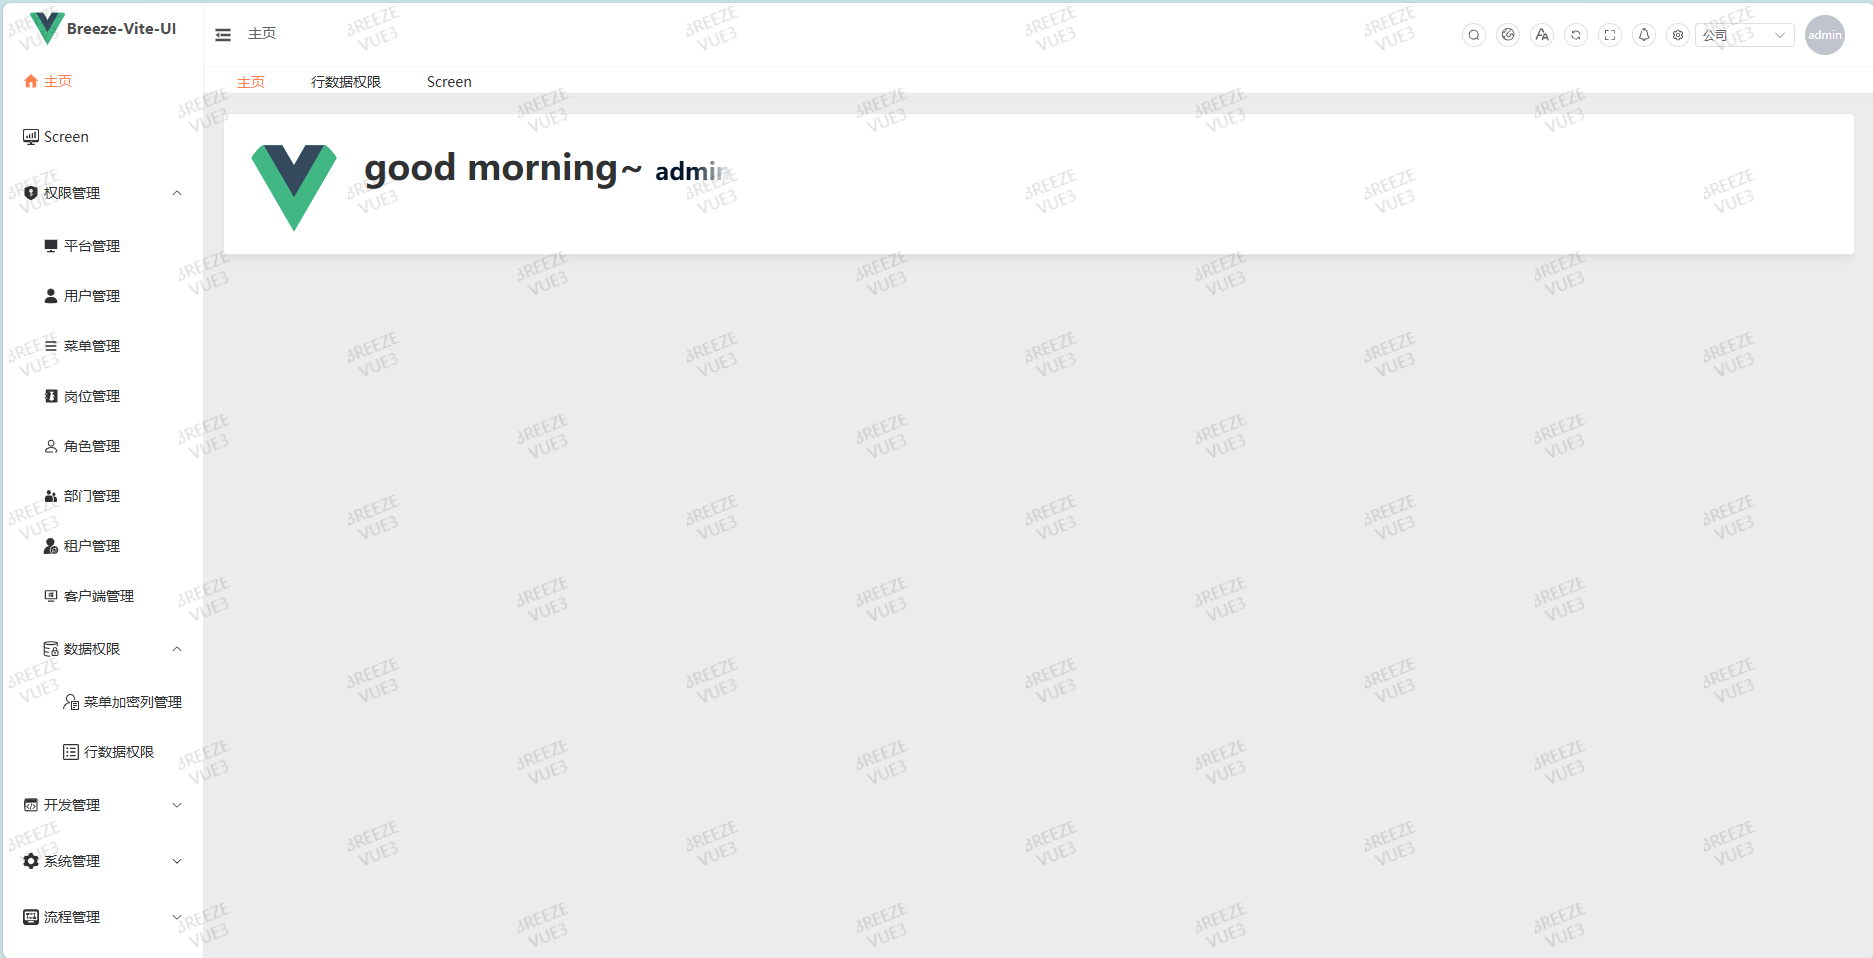 Breeze-Vite-UI
主页
公司
admin
主页
行数据权限
Screen
主页
Screen
权限管理
平台管理
用户管理
菜单管理
岗位管理
角色管理
部门管理
租户管理
客户端管理
数据权限
菜单加密列管理
行数据权限
开发管理
系统管理
流程管理
good morning~ admin
BREEZE
VUE3